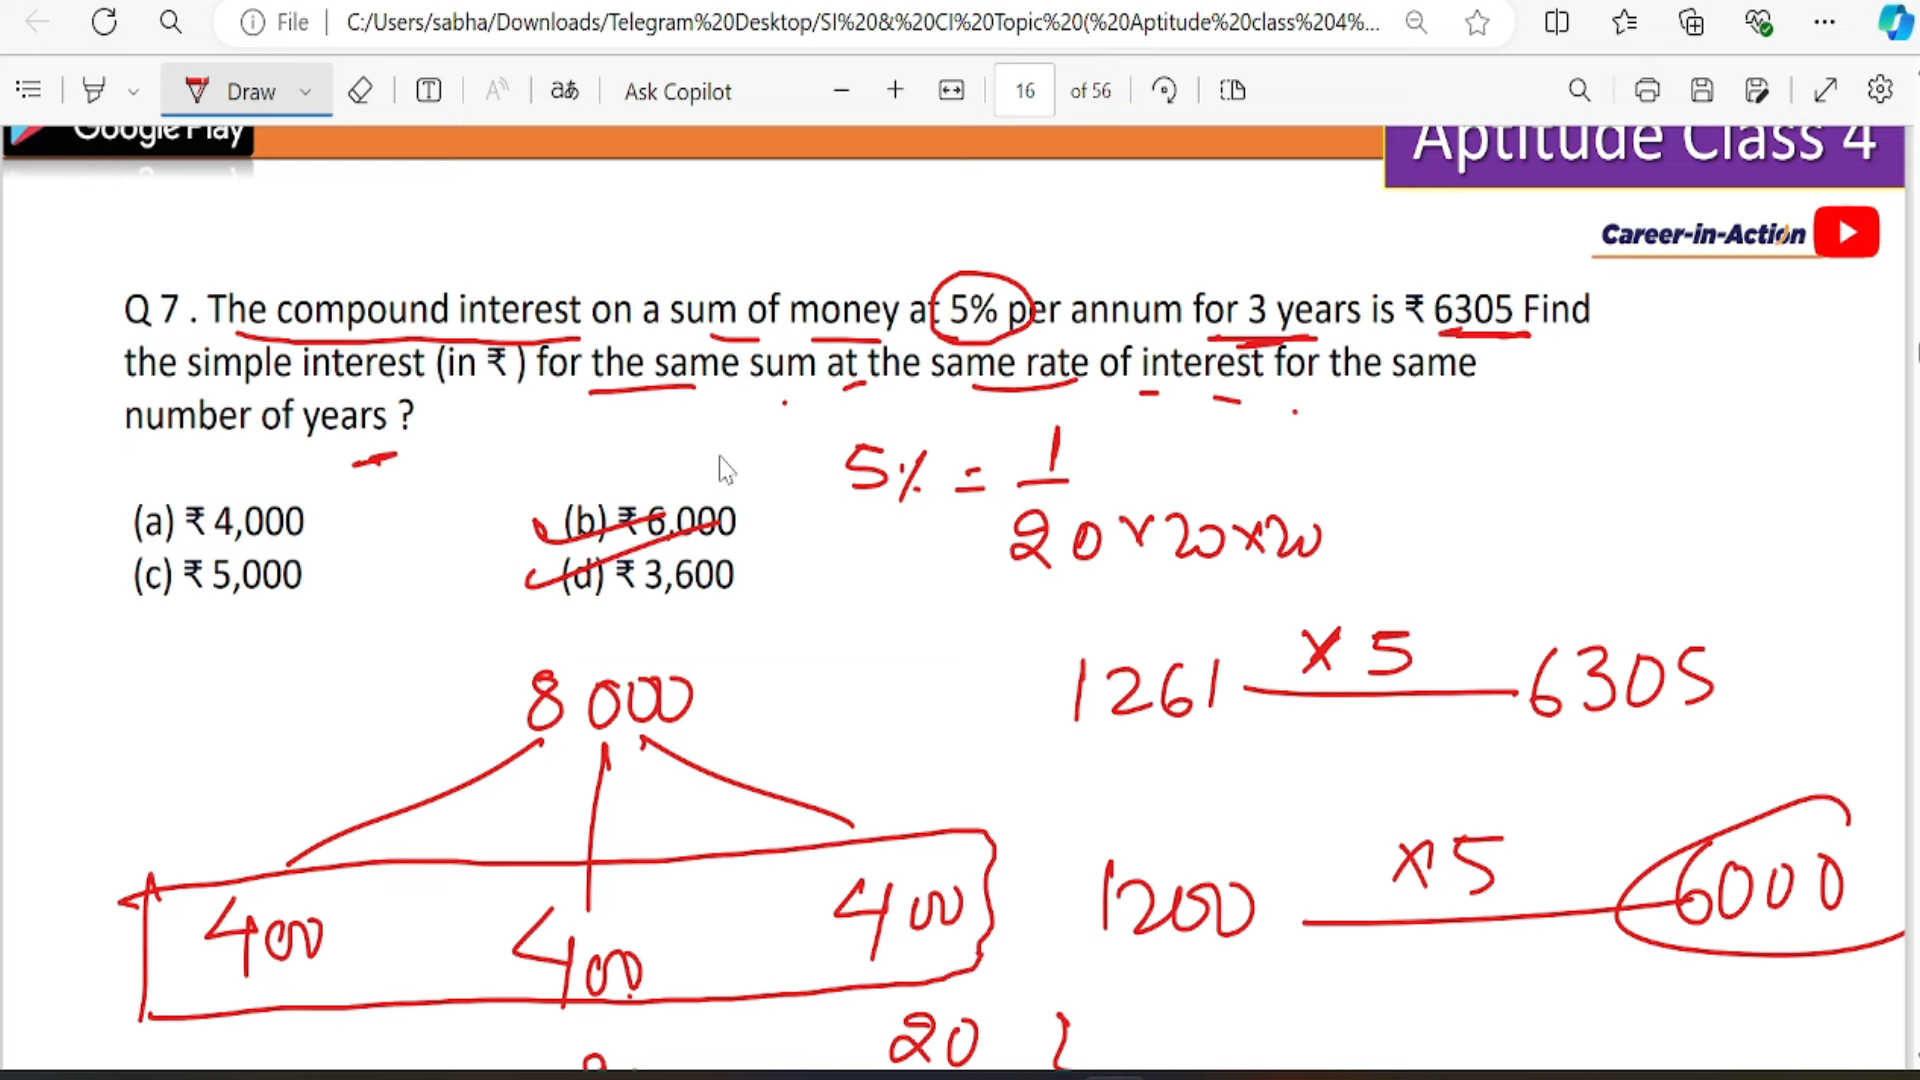 File
C:/Users/sabha/Downloads/Telegram%20Desktop/SI%20&%20CI%20Topic%20(%20Aptitude%20class%204%...
Draw
Ask Copilot
16 of 56
Google Play
Aptitude Class 4
Career-in-Action
Q 7 . The compound interest on a sum of money at 5% per annum for 3 years is ₹ 6305 Find
the simple interest (in ₹ ) for the same sum at the same rate of interest for the same
number of years ?
5% = 1
20 × 20 × 20
(a) ₹ 4,000
(b) ₹ 6,000
(c) ₹ 5,000
(d) ₹ 3,600
8000
1261 × 5 6305
400 400 400
1200 × 5 6000
20